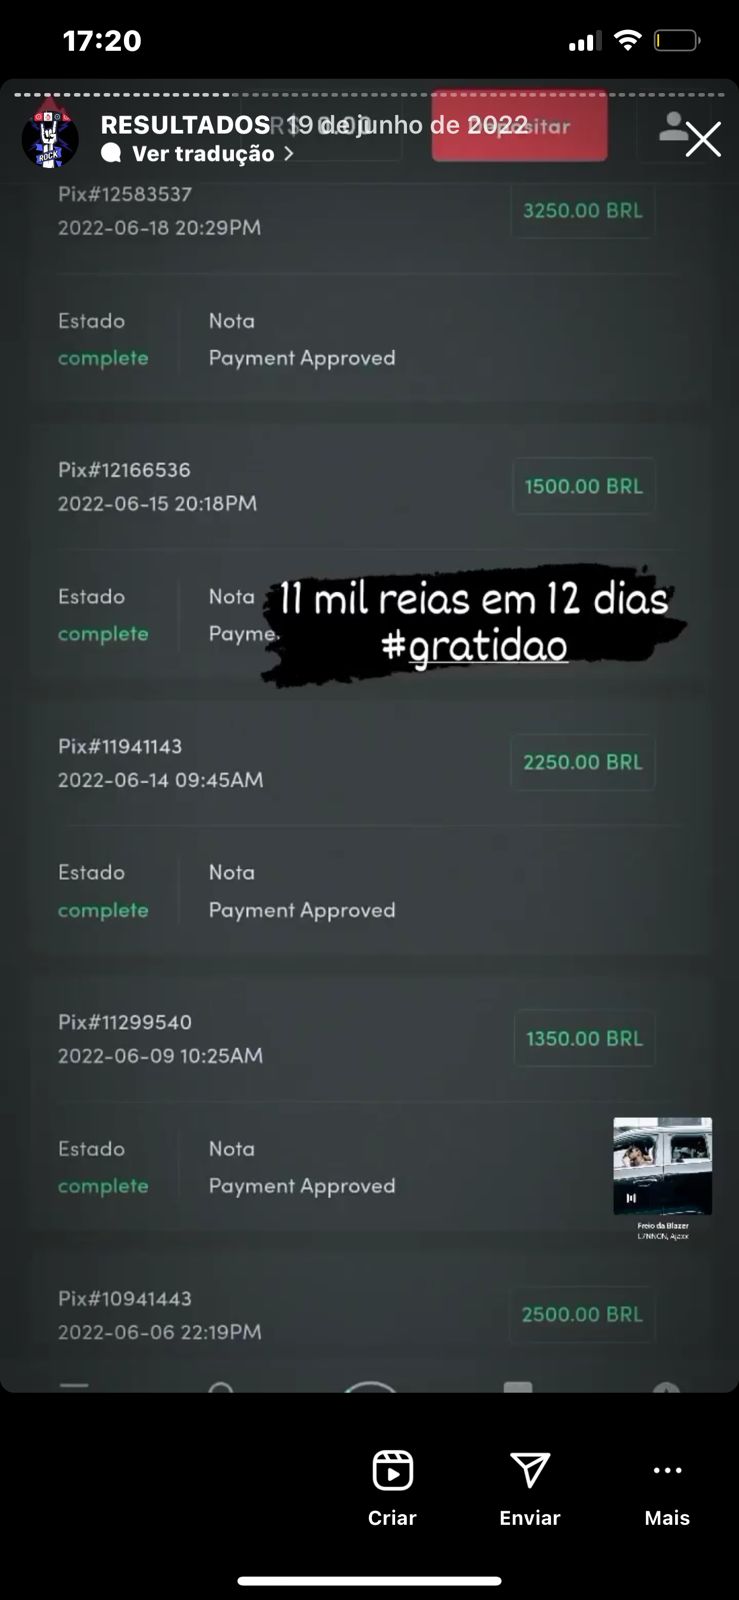 17:20
RESULTADOS 19 de junho de 2022
Depositar
Ver tradução
Pix#12583537
3250.00 BRL
2022-06-18 20:29PM
Estado Nota
complete Payment Approved
Pix#12166536
1500.00 BRL
2022-06-15 20:18PM
Estado Nota
complete Payme
11 mil reias em 12 dias
#gratidao
Pix#11941143
2250.00 BRL
2022-06-14 09:45AM
Estado Nota
complete Payment Approved
Pix#11299540
1350.00 BRL
2022-06-09 10:25AM
Estado Nota
complete Payment Approved
Freio da Blazer
L7NNON, Ajaxx
Pix#10941443
2500.00 BRL
2022-06-06 22:19PM
Criar Enviar Mais